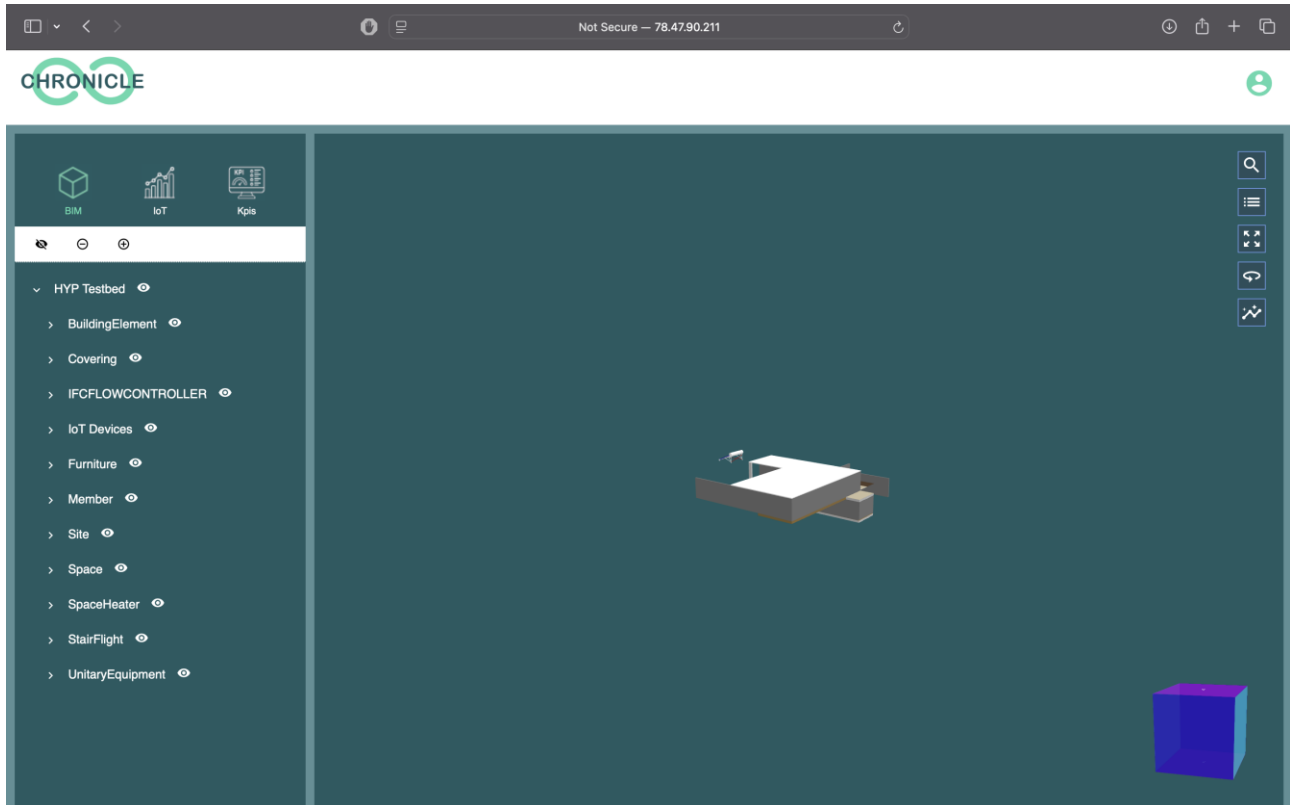 Not Secure — 78.47.90.211
CHRONICLE
BIM
IoT
KPI
Kpis
HYP Testbed
BuildingElement
Covering
IFCFLOWCONTROLLER
IoT Devices
Furniture
Member
Site
Space
SpaceHeater
StairFlight
UnitaryEquipment